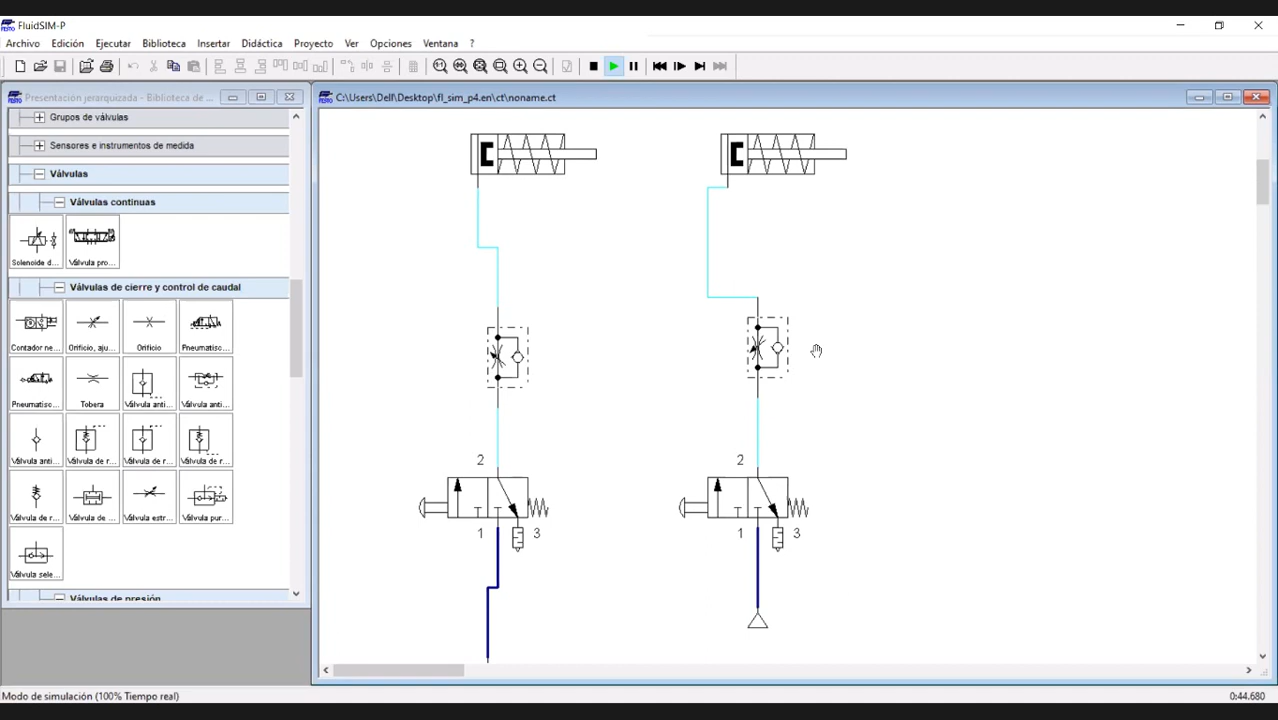 FluidSIM-P
Archivo Edición Ejecutar Biblioteca Insertar Didáctica Proyecto Ver Opciones Ventana ?
Presentación jerarquizada - Biblioteca de ...
C:\Users\Dell\Desktop\fl_sim_p4.en\ct\noname.ct
Grupos de válvulas
Sensores e instrumentos de medida
Válvulas
Válvulas continuas
Solenoide d... Válvula pro...
Válvulas de cierre y control de caudal
Contador ne... Orificio, aju... Orificio Pneumatisc...
Pneumatisc... Tobera Válvula anti... Válvula anti...
Válvula anti... Válvula de r... Válvula de r... Válvula de r...
Válvula de r... Válvula de ... Válvula estr... Válvula pur...
Válvula sele...
Válvulas de presión
2 2
1 3 1 3
Modo de simulación (100% Tiempo real) 0:44.680